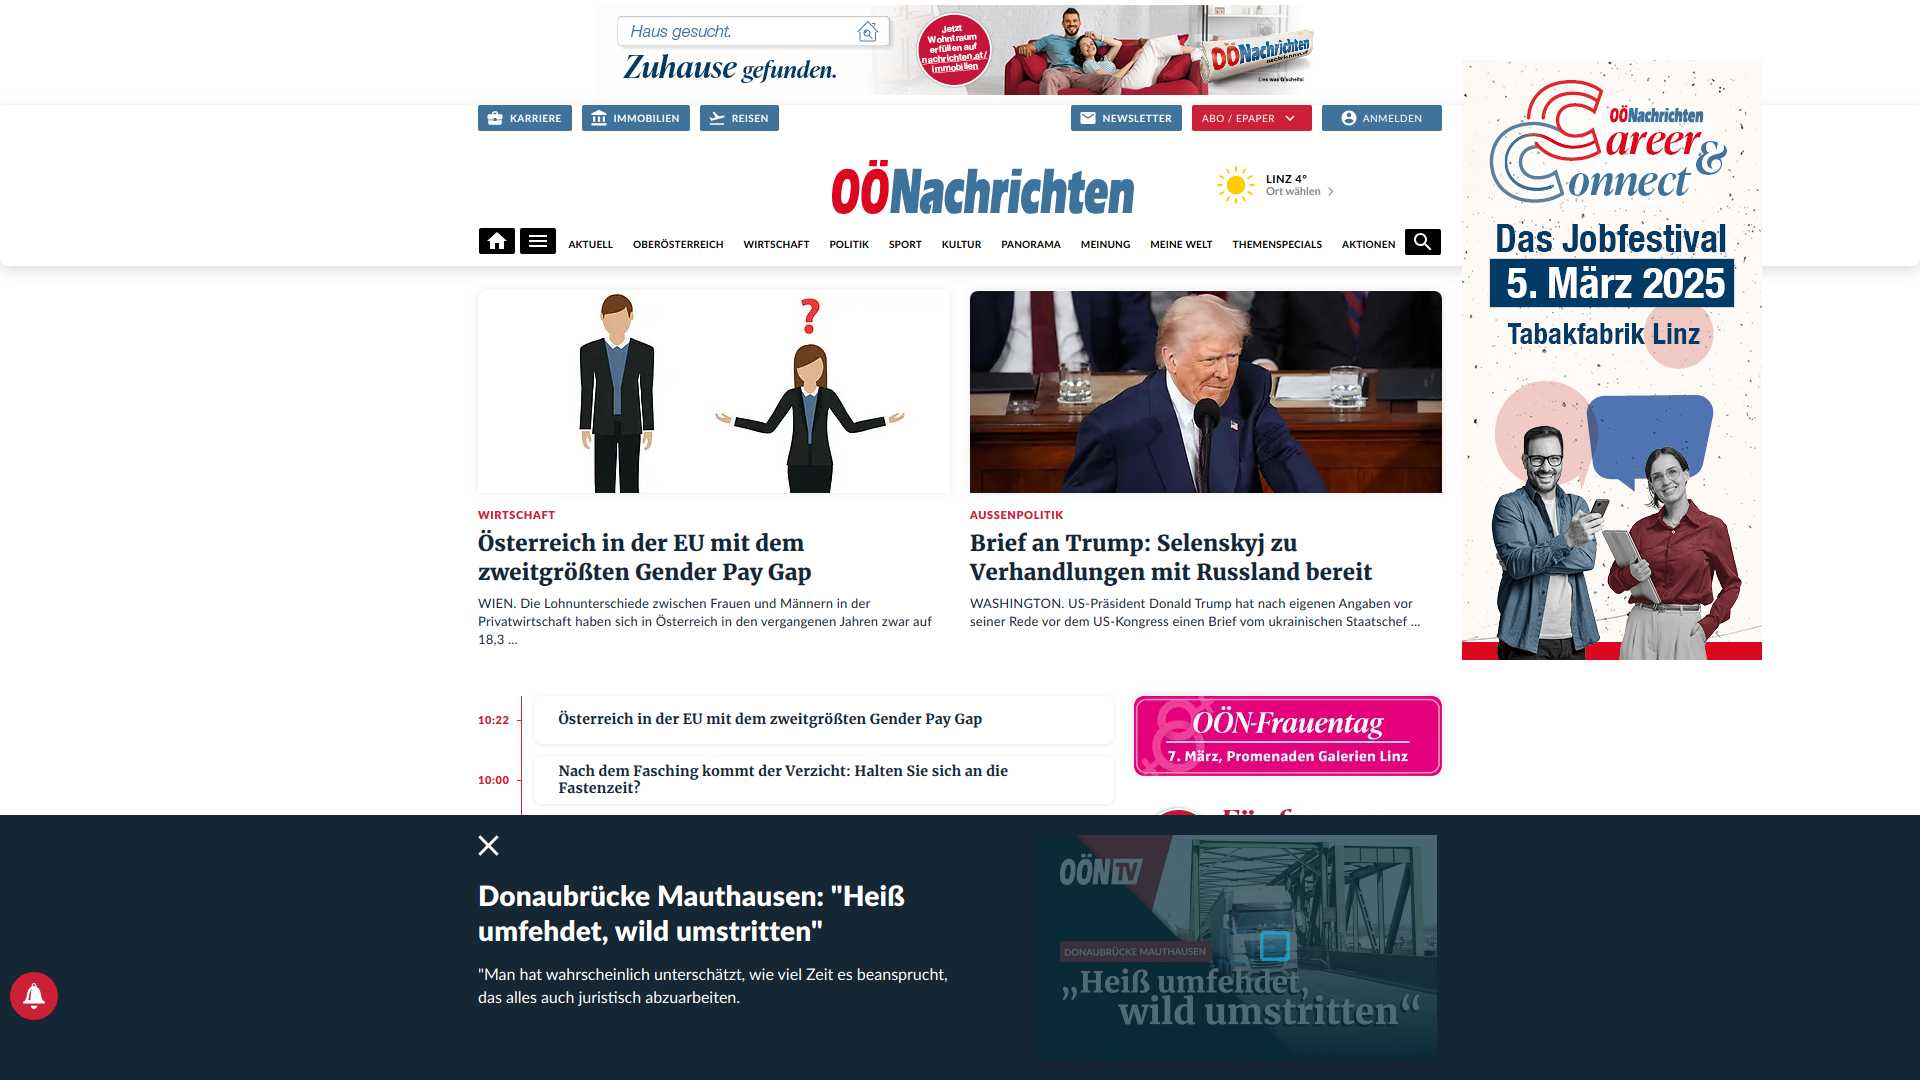 Haus gesucht.
Zuhause gefunden.
Jetzt
Wohntraum
erfüllen auf
nachrichten.at/
immobilien
OÖNachrichten
KARRIERE
IMMOBILIEN
REISEN
NEWSLETTER
ABO / EPAPER
ANMELDEN
OÖNachrichten
LINZ 4°
Ort wählen
AKTUELL
OBERÖSTERREICH
WIRTSCHAFT
POLITIK
SPORT
KULTUR
PANORAMA
MEINUNG
MEINE WELT
THEMENSPECIALS
AKTIONEN
OÖNachrichten
Career &
Connect
Das Jobfestival
5. März 2025
Tabakfabrik Linz
?
WIRTSCHAFT
Österreich in der EU mit dem
zweitgrößten Gender Pay Gap
WIEN. Die Lohnunterschiede zwischen Frauen und Männern in der
Privatwirtschaft haben sich in Österreich in den vergangenen Jahren zwar auf
18,3 ...
AUSSENPOLITIK
Brief an Trump: Selenskyj zu
Verhandlungen mit Russland bereit
WASHINGTON. US-Präsident Donald Trump hat nach eigenen Angaben vor
seiner Rede vor dem US-Kongress einen Brief vom ukrainischen Staatschef ...
10:22
Österreich in der EU mit dem zweitgrößten Gender Pay Gap
10:00
Nach dem Fasching kommt der Verzicht: Halten Sie sich an die
Fastenzeit?
OÖN-Frauentag
7. März, Promenaden Galerien Linz
Donaubrücke Mauthausen: "Heiß
umfehdet, wild umstritten"
"Man hat wahrscheinlich unterschätzt, wie viel Zeit es beansprucht,
das alles auch juristisch abzuarbeiten.
OÖN TV
DONAUBRÜCKE MAUTHAUSEN
„Heiß umfehdet,
wild umstritten“